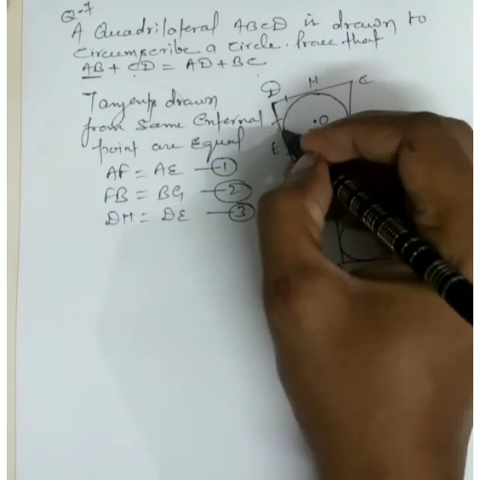 Q-7
A Quadrilateral ABCD is drawn to
Circumscribe a circle. Prove that
AB + CD = AD + BC
D H C
Tangents drawn
from Same External
point are Equal
O
E
AF = AE — 1
FB = BG — 2
DH = DE — 3